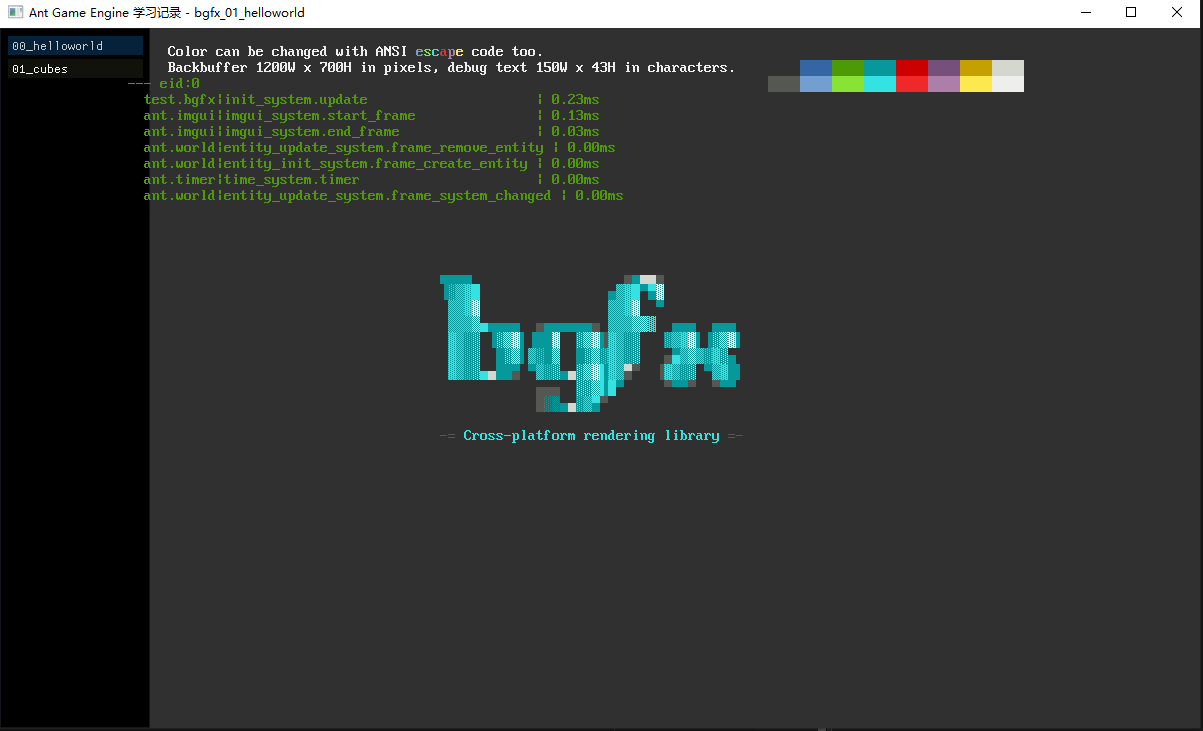 Ant Game Engine 学习记录 - bgfx_01_helloworld
00_helloworld
01_cubes
Color can be changed with ANSI escape code too.
Backbuffer 1200W x 700H in pixels, debug text 150W x 43H in characters.
--- eid:0
test.bgfx|init_system.update | 0.23ms
ant.imgui|imgui_system.start_frame | 0.13ms
ant.imgui|imgui_system.end_frame | 0.03ms
ant.world|entity_update_system.frame_remove_entity | 0.00ms
ant.world|entity_init_system.frame_create_entity | 0.00ms
ant.timer|time_system.timer | 0.00ms
ant.world|entity_update_system.frame_system_changed | 0.00ms
bgfx
-= Cross-platform rendering library =-